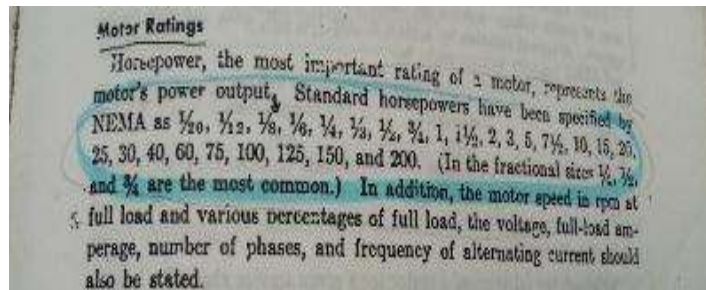 Motor Ratings
Horsepower, the most important rating of a motor, represents the
motor's power output. Standard horsepowers have been specified by
NEMA as 1/20, 1/12, 1/8, 1/6, 1/4, 1/3, 1/2, 3/4, 1, 1½, 2, 3, 5, 7½, 10, 15, 20,
25, 30, 40, 60, 75, 100, 125, 150, and 200. (In the fractional sizes ¼, ½,
and ¾ are the most common.) In addition, the motor speed in rpm at
full load and various percentages of full load, the voltage, full-load am-
perage, number of phases, and frequency of alternating current should
also be stated.